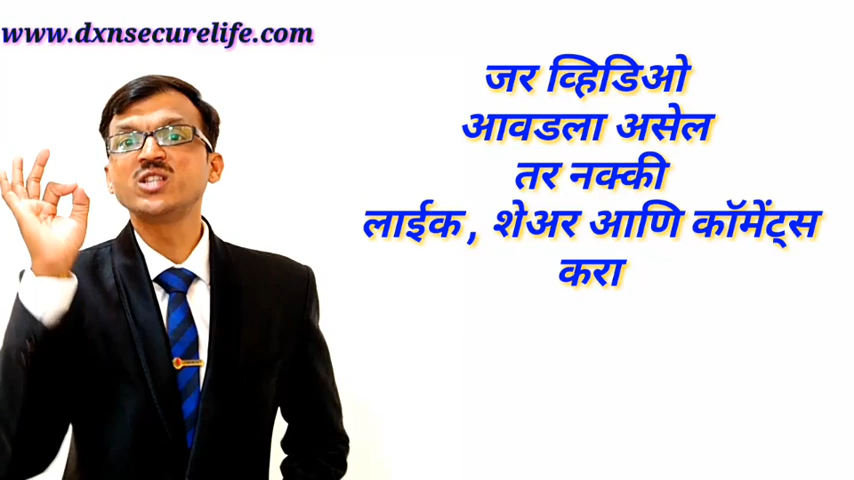 www.dxnsecurelife.com
जर व्हिडिओ
आवडला असेल
तर नक्की
लाईक, शेअर आणि कॉमेंट्स
करा